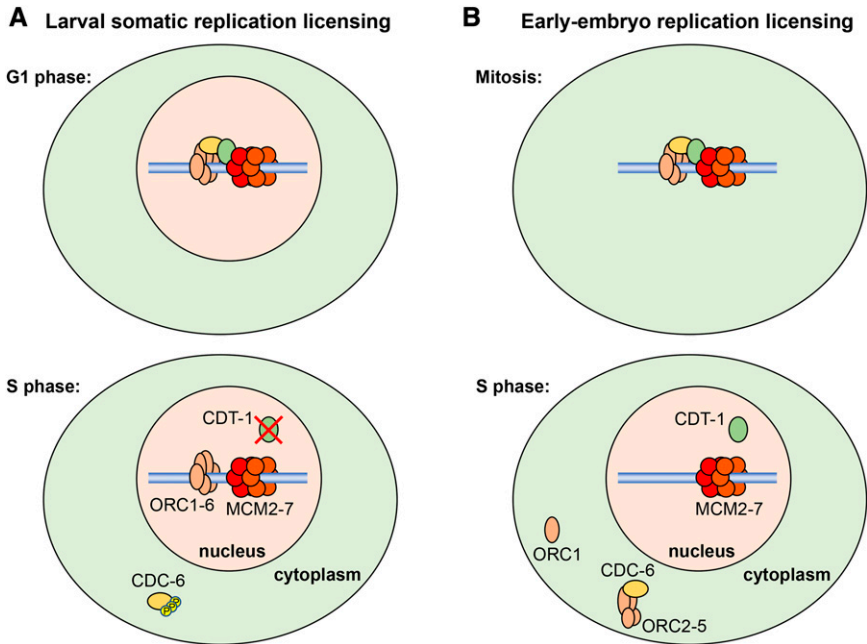 A Larval somatic replication licensing
G1 phase:
S phase:
CDT-1
ORC1-6
MCM2-7
nucleus
cytoplasm
CDC-6
P
P
P
B Early-embryo replication licensing
Mitosis:
S phase:
CDT-1
MCM2-7
ORC1
nucleus
CDC-6
cytoplasm
ORC2-5